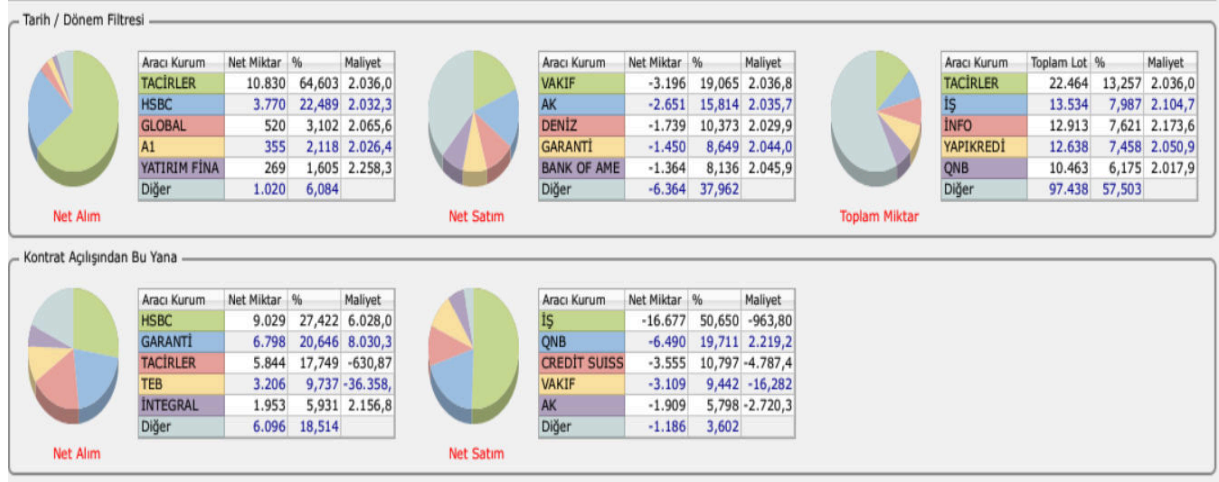 Tarih / Dönem Filtresi
Aracı Kurum Net Miktar % Maliyet
TACİRLER 10.830 64,603 2.036,0
HSBC 3.770 22,489 2.032,3
GLOBAL 520 3,102 2.065,6
A1 355 2,118 2.026,4
YATIRIM FİNA 269 1,605 2.258,3
Diğer 1.020 6,084
Net Alım
Aracı Kurum Net Miktar % Maliyet
VAKIF -3.196 19,065 2.036,8
AK -2.651 15,814 2.035,7
DENİZ -1.739 10,373 2.029,9
GARANTİ -1.450 8,649 2.044,0
BANK OF AME -1.364 8,136 2.045,9
Diğer -6.364 37,962
Net Satım
Aracı Kurum Toplam Lot % Maliyet
TACİRLER 22.464 13,257 2.036,0
İŞ 13.534 7,987 2.104,7
İNFO 12.913 7,621 2.173,6
YAPIKREDİ 12.638 7,458 2.050,9
QNB 10.463 6,175 2.017,9
Diğer 97.438 57,503
Toplam Miktar
Kontrat Açılışından Bu Yana
Aracı Kurum Net Miktar % Maliyet
HSBC 9.029 27,422 6.028,0
GARANTİ 6.798 20,646 8.030,3
TACİRLER 5.844 17,749 -630,87
TEB 3.206 9,737 -36.358,
İNTEGRAL 1.953 5,931 2.156,8
Diğer 6.096 18,514
Net Alım
Aracı Kurum Net Miktar % Maliyet
İŞ -16.677 50,650 -963,80
QNB -6.490 19,711 2.219,2
CREDİT SUISS -3.555 10,797 -4.787,4
VAKIF -3.109 9,442 -16,282
AK -1.909 5,798 -2.720,3
Diğer -1.186 3,602
Net Satım